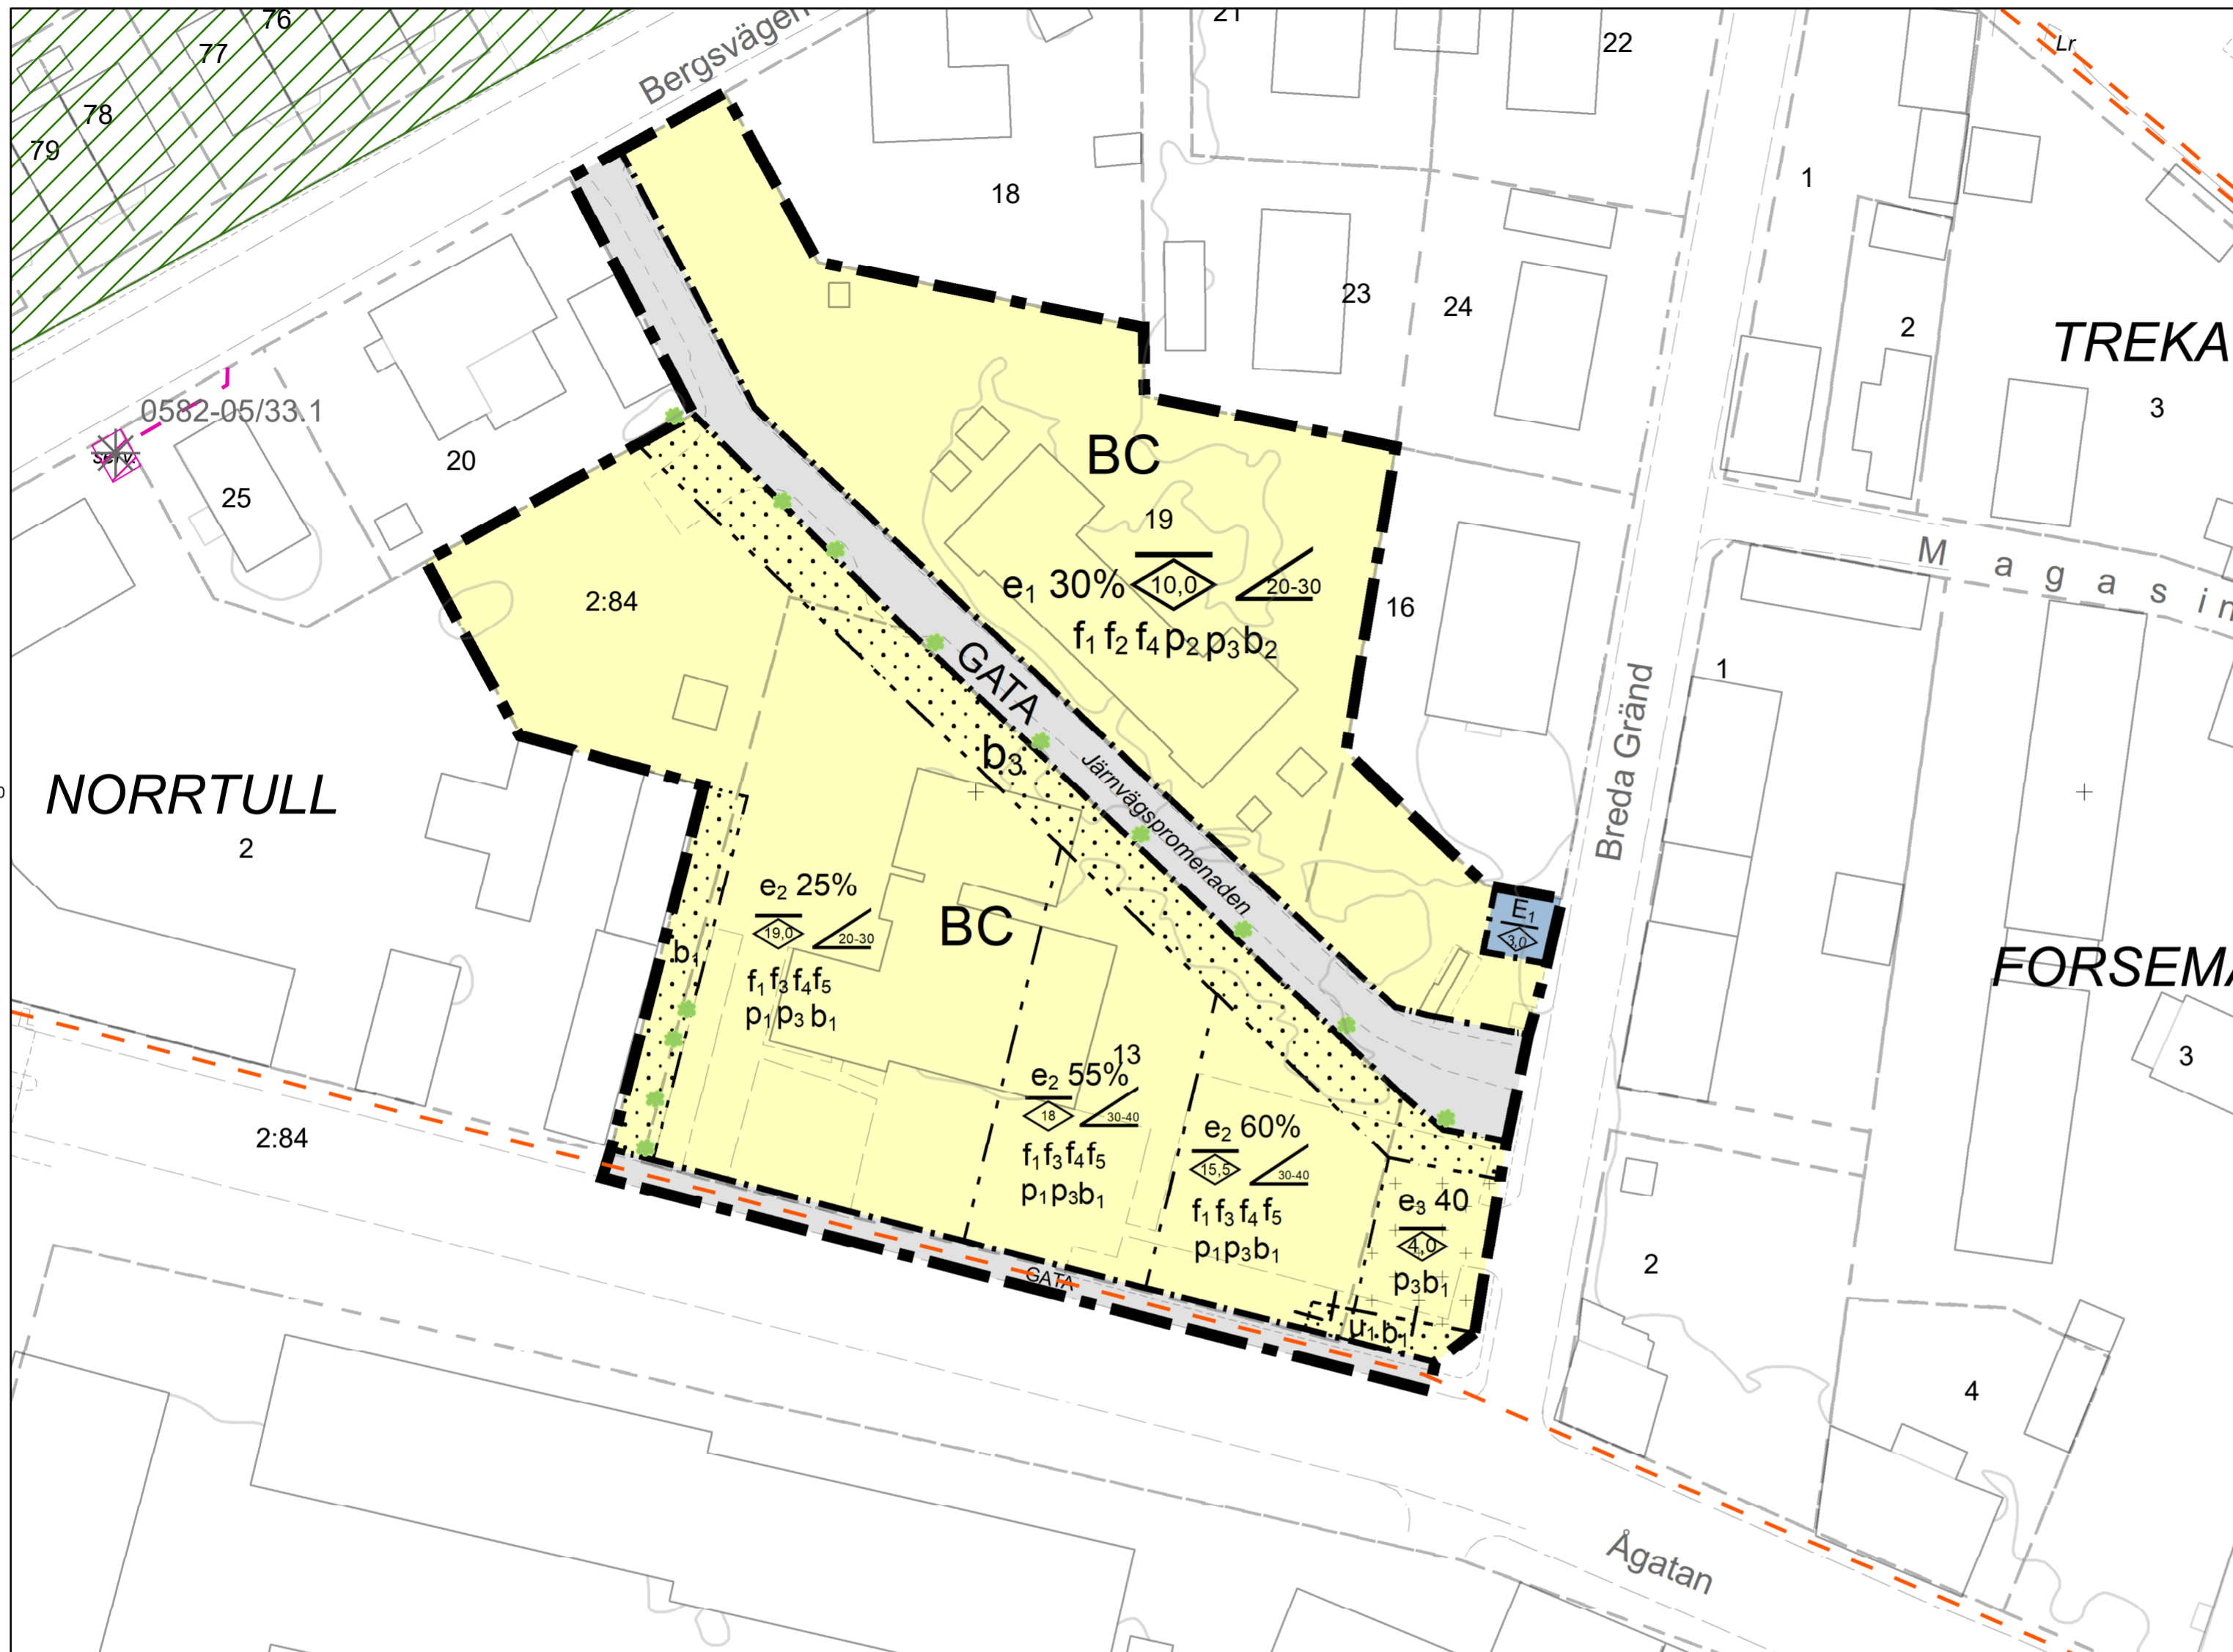 76
77
78
79
Bergsvägen
21
22
Lr
18
1
23
24
2
TREKA
3
0582-05/33.1
serv.
20
25
BC
19
e₁ 30% 10,0 20-30
f₁ f₂ f₄ p₂ p₃ b₂
16
Magasin
2:84
GATA
b₃
Järnvägspromenaden
Breda Gränd
1
NORRTULL
2
e₂ 25%
19,0 20-30
f₁ f₃ f₄ f₅
p₁ p₃ b₁
b₁
BC
E₁
3,0
FORSEMA
3
13
e₂ 55%
18 30-40
f₁ f₃ f₄ f₅
p₁ p₃ b₁
e₂ 60%
15,5 30-40
f₁ f₃ f₄ f₅
p₁ p₃ b₁
e₃ 40
4,0
p₃ b₁
2:84
GATA
u₁ b₁
2
4
Ågatan